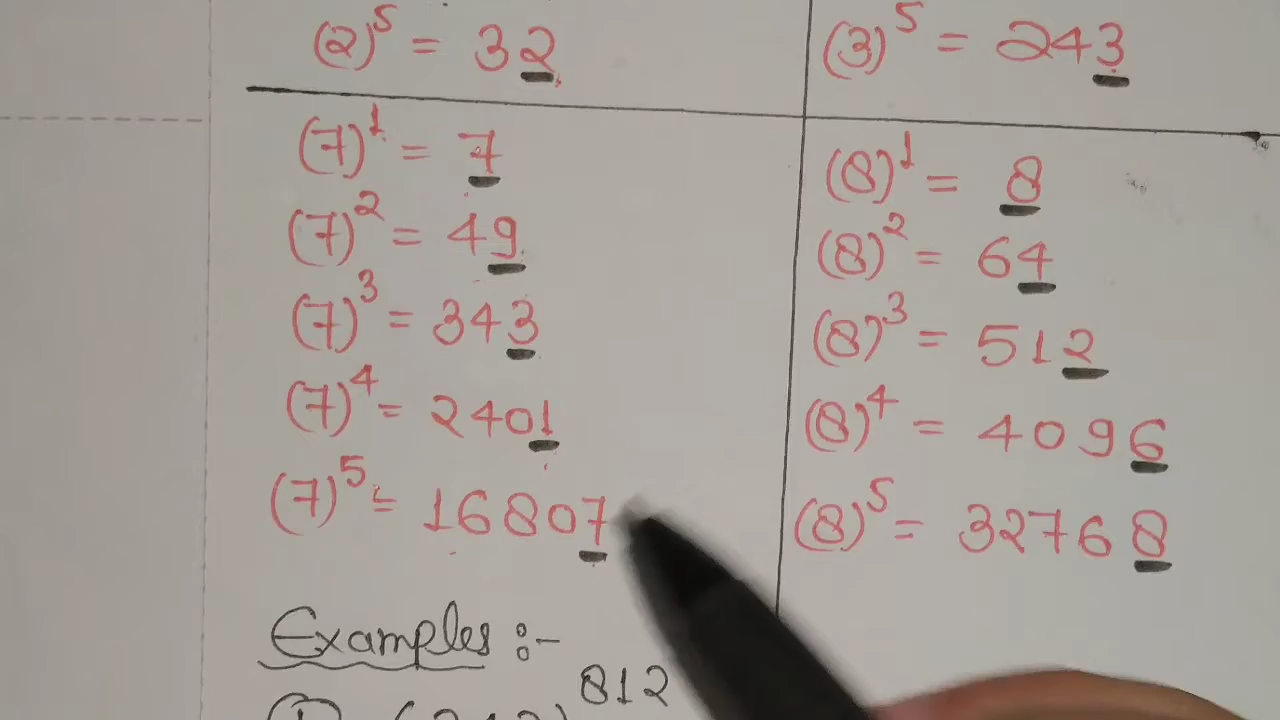 (2)^5 = 32
(3)^5 = 243
(7)^1 = 7
(7)^2 = 49
(7)^3 = 343
(7)^4 = 2401
(7)^5 = 16807
(8)^1 = 8
(8)^2 = 64
(8)^3 = 512
(8)^4 = 4096
(8)^5 = 32768
Examples :-
812